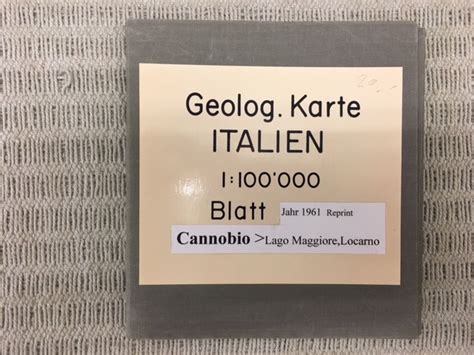 Geolog. Karte
ITALIEN
1:100'000
Blatt Jahr 1961 Reprint
Cannobio >Lago Maggiore,Locarno